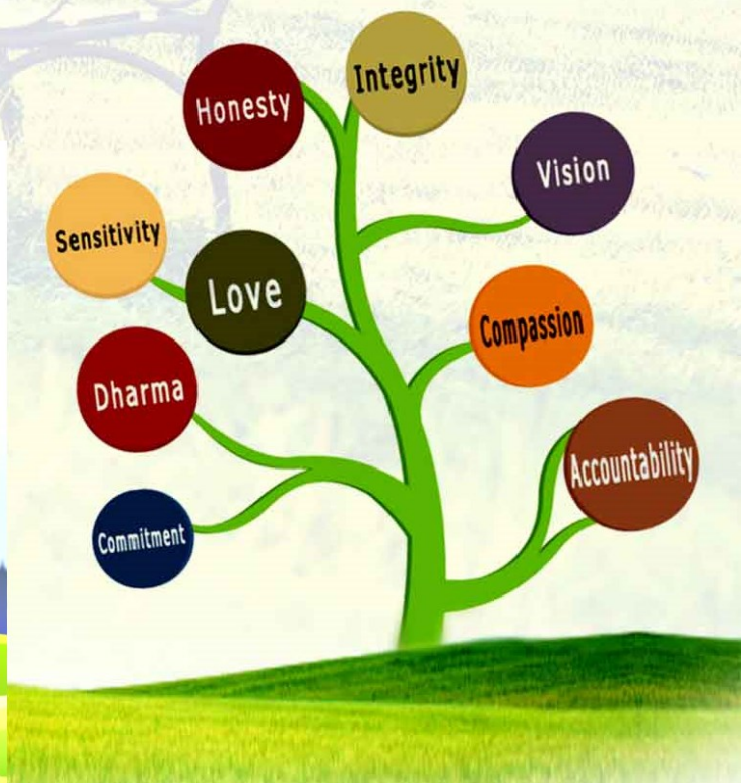 Integrity
Honesty
Vision
Sensitivity
Love
Compassion
Dharma
Accountability
Commitment